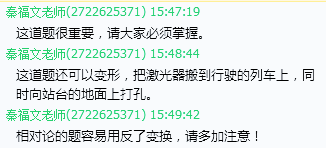 秦福文老师(2722625371) 15:47:19
这道题很重要，请大家必须掌握。
秦福文老师(2722625371) 15:48:44
这道题还可以变形，把激光器搬到行驶的列车上，同
时向站台的地面上打孔。
秦福文老师(2722625371) 15:49:42
相对论的题容易用反了变换，请多加注意！